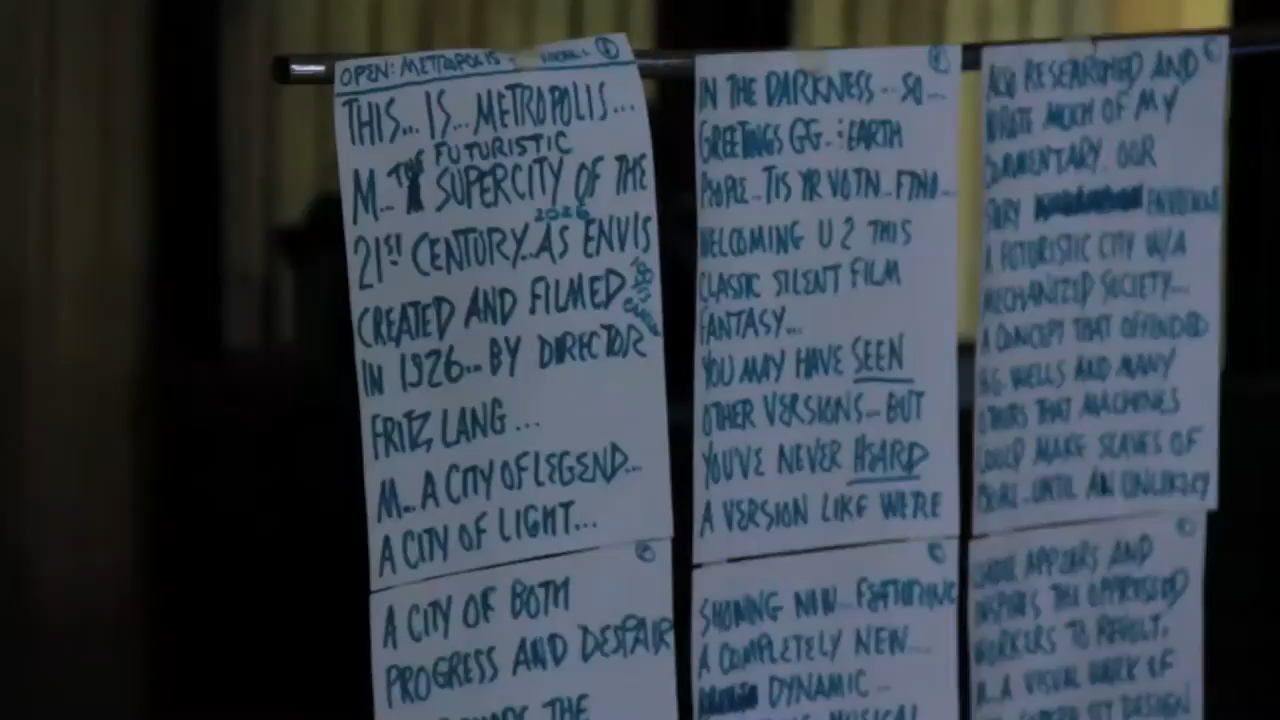 OPEN: METROPOLIS
THIS... IS... METROPOLIS...
FUTURISTIC
M... THE SUPERCITY OF THE
2026
21ST CENTURY... AS ENVIS
CREATED AND FILMED
IN 1926... BY DIRECTOR
FRITZ LANG...
M... A CITY OF LEGEND...
A CITY OF LIGHT...
A CITY OF BOTH
PROGRESS AND DESPAIR
THE
IN THE DARKNESS... SO...
GREETINGS GG... EARTH
PEOPLE... TIS YR VOTN... FTND...
WELCOMING U 2 THIS
CLASSIC SILENT FILM
FANTASY...
YOU MAY HAVE SEEN
OTHER VERSIONS... BUT
YOU'VE NEVER HEARD
A VERSION LIKE WE'RE
SHOWING NOW... FEATURING
A COMPLETELY NEW...
DYNAMIC...
MUSICAL
ALSO RESEARCHED AND
WROTE MUCH OF MY
COMMENTARY... OUR
STORY
A FUTURISTIC CITY W/A
MECHANIZED SOCIETY...
A CONCEPT THAT OFFENDED
H.G. WELLS AND MANY
OTHERS THAT MACHINES
COULD MAKE SLAVES OF
UNTIL AN UNLIKELY
APPEARS AND
INSPIRES THE OPPRESSED
WORKERS TO REVOLT.
A... A VISUAL WORK OF
DESIGN